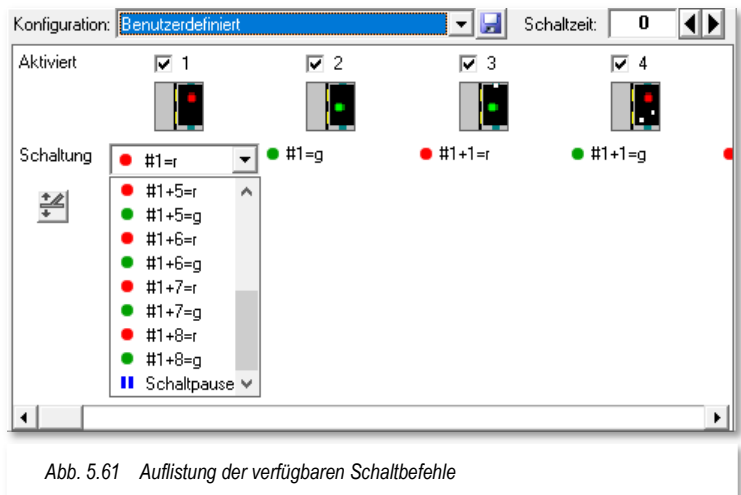 Konfiguration: Benutzerdefiniert Schaltzeit: 0
Aktiviert 1 2 3 4
Schaltung #1=r #1=g #1+1=r #1+1=g
#1+5=r
#1+5=g
#1+6=r
#1+6=g
#1+7=r
#1+7=g
#1+8=r
#1+8=g
Schaltpause
Abb. 5.61 Auflistung der verfügbaren Schaltbefehle